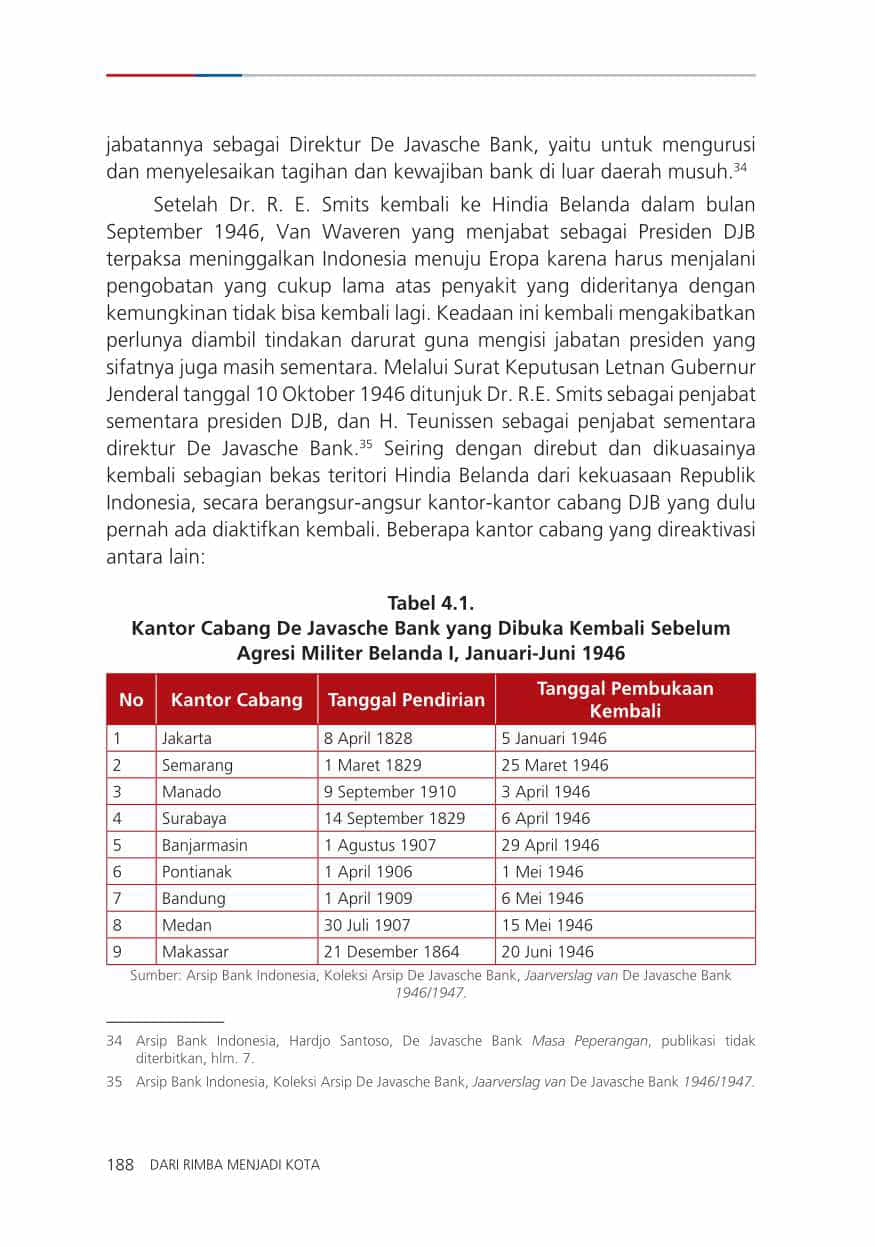 jabatannya sebagai Direktur De Javasche Bank, yaitu untuk mengurusi
dan menyelesaikan tagihan dan kewajiban bank di luar daerah musuh.34
Setelah Dr. R. E. Smits kembali ke Hindia Belanda dalam bulan
September 1946, Van Waveren yang menjabat sebagai Presiden DJB
terpaksa meninggalkan Indonesia menuju Eropa karena harus menjalani
pengobatan yang cukup lama atas penyakit yang dideritanya dengan
kemungkinan tidak bisa kembali lagi. Keadaan ini kembali mengakibatkan
perlunya diambil tindakan darurat guna mengisi jabatan presiden yang
sifatnya juga masih sementara. Melalui Surat Keputusan Letnan Gubernur
Jenderal tanggal 10 Oktober 1946 ditunjuk Dr. R.E. Smits sebagai penjabat
sementara presiden DJB, dan H. Teunissen sebagai penjabat sementara
direktur De Javasche Bank.35 Seiring dengan direbut dan dikuasainya
kembali sebagian bekas teritori Hindia Belanda dari kekuasaan Republik
Indonesia, secara berangsur-angsur kantor-kantor cabang DJB yang dulu
pernah ada diaktifkan kembali. Beberapa kantor cabang yang direaktivasi
antara lain:
Tabel 4.1.
Kantor Cabang De Javasche Bank yang Dibuka Kembali Sebelum
Agresi Militer Belanda I, Januari-Juni 1946
No Kantor Cabang Tanggal Pendirian Tanggal Pembukaan
Kembali
1 Jakarta 8 April 1828 5 Januari 1946
2 Semarang 1 Maret 1829 25 Maret 1946
3 Manado 9 September 1910 3 April 1946
4 Surabaya 14 September 1829 6 April 1946
5 Banjarmasin 1 Agustus 1907 29 April 1946
6 Pontianak 1 April 1906 1 Mei 1946
7 Bandung 1 April 1909 6 Mei 1946
8 Medan 30 Juli 1907 15 Mei 1946
9 Makassar 21 Desember 1864 20 Juni 1946
Sumber: Arsip Bank Indonesia, Koleksi Arsip De Javasche Bank, Jaarverslag van De Javasche Bank
1946/1947.
34 Arsip Bank Indonesia, Hardjo Santoso, De Javasche Bank Masa Peperangan, publikasi tidak
diterbitkan, hlm. 7.
35 Arsip Bank Indonesia, Koleksi Arsip De Javasche Bank, Jaarverslag van De Javasche Bank 1946/1947.
188 DARI RIMBA MENJADI KOTA